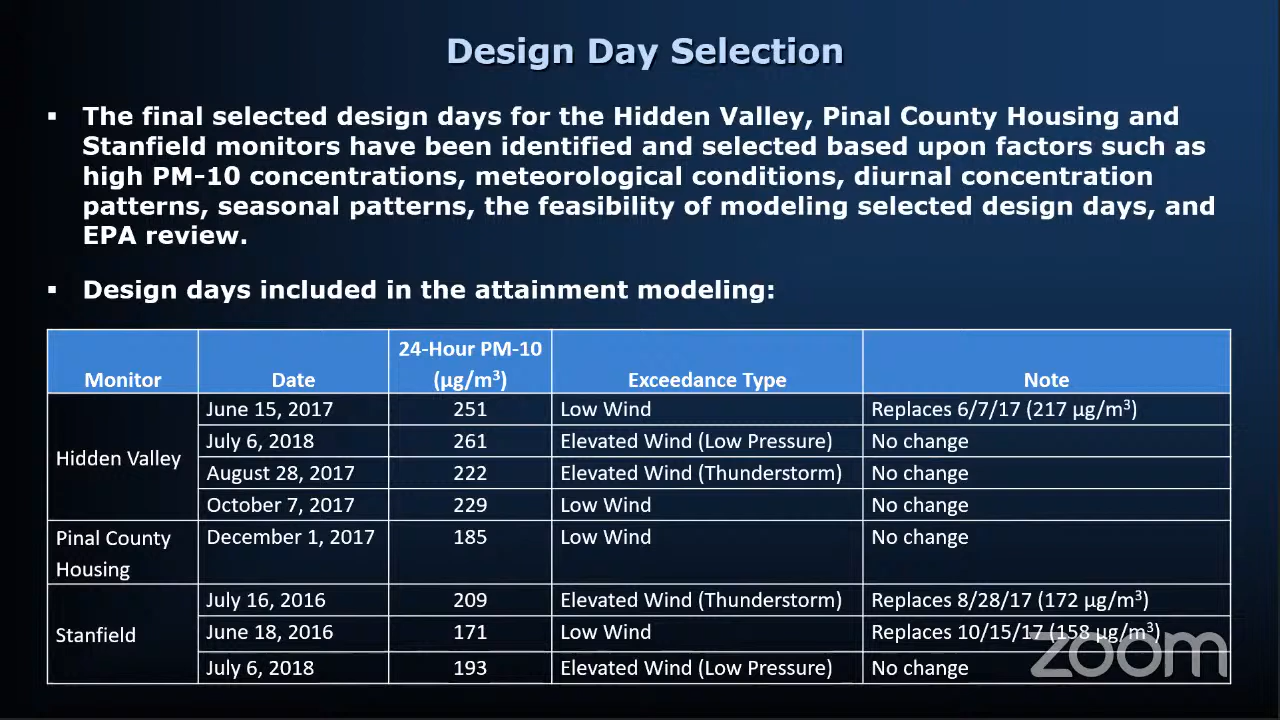 Design Day Selection
▪ The final selected design days for the Hidden Valley, Pinal County Housing and
Stanfield monitors have been identified and selected based upon factors such as
high PM-10 concentrations, meteorological conditions, diurnal concentration
patterns, seasonal patterns, the feasibility of modeling selected design days, and
EPA review.
▪ Design days included in the attainment modeling:
Monitor Date 24-Hour PM-10 (µg/m³) Exceedance Type Note
Hidden Valley June 15, 2017 251 Low Wind Replaces 6/7/17 (217 µg/m³)
July 6, 2018 261 Elevated Wind (Low Pressure) No change
August 28, 2017 222 Elevated Wind (Thunderstorm) No change
October 7, 2017 229 Low Wind No change
Pinal County Housing December 1, 2017 185 Low Wind No change
Stanfield July 16, 2016 209 Elevated Wind (Thunderstorm) Replaces 8/28/17 (172 µg/m³)
June 18, 2016 171 Low Wind Replaces 10/15/17 (158 µg/m³)
July 6, 2018 193 Elevated Wind (Low Pressure) No change
zoom